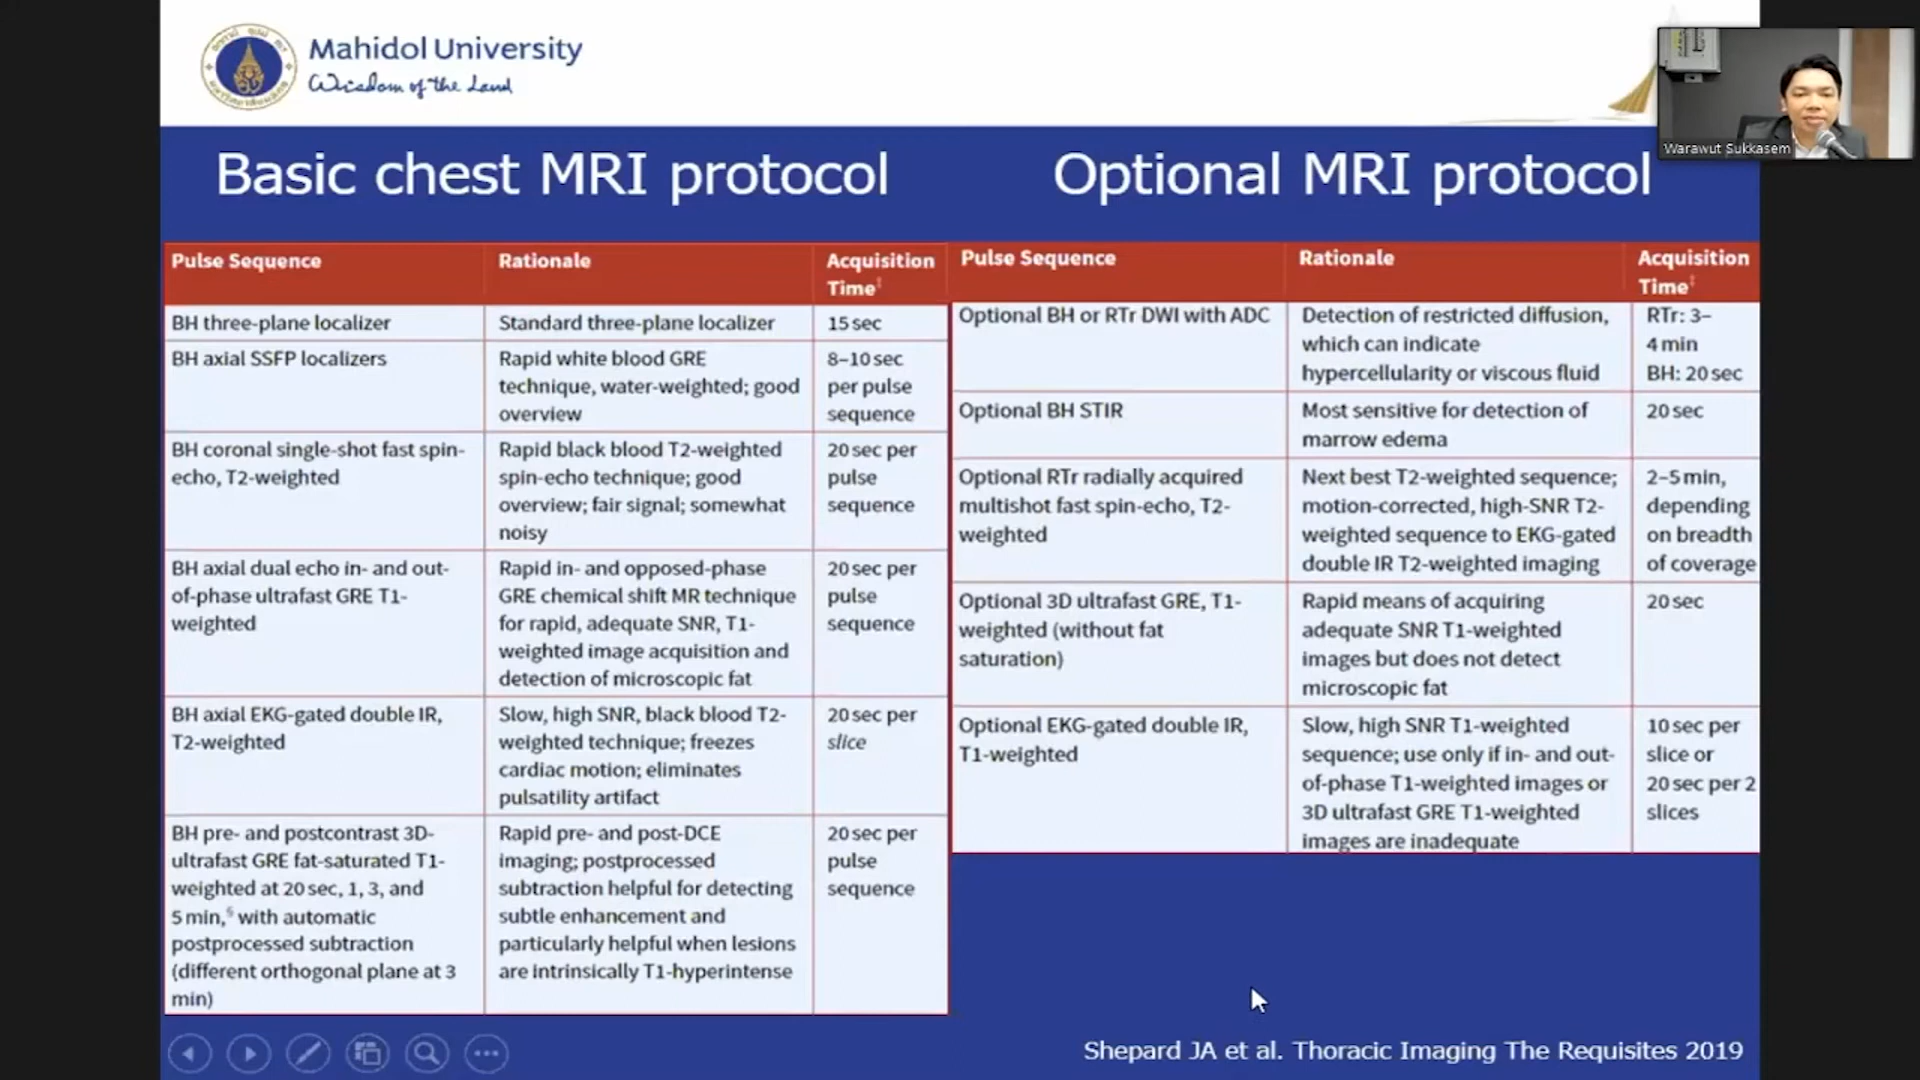 Mahidol University
Wisdom of the Land
Warawut Sukkasem
Basic chest MRI protocol
Optional MRI protocol
Pulse Sequence
Rationale
Acquisition
Time‡
BH three-plane localizer
Standard three-plane localizer
15 sec
BH axial SSFP localizers
Rapid white blood GRE
technique, water-weighted; good
overview
8–10 sec
per pulse
sequence
BH coronal single-shot fast spin-
echo, T2-weighted
Rapid black blood T2-weighted
spin-echo technique; good
overview; fair signal; somewhat
noisy
20 sec per
pulse
sequence
BH axial dual echo in- and out-
of-phase ultrafast GRE T1-
weighted
Rapid in- and opposed-phase
GRE chemical shift MR technique
for rapid, adequate SNR, T1-
weighted image acquisition and
detection of microscopic fat
20 sec per
pulse
sequence
BH axial EKG-gated double IR,
T2-weighted
Slow, high SNR, black blood T2-
weighted technique; freezes
cardiac motion; eliminates
pulsatility artifact
20 sec per
slice
BH pre- and postcontrast 3D-
ultrafast GRE fat-saturated T1-
weighted at 20 sec, 1, 3, and
5 min,§ with automatic
postprocessed subtraction
(different orthogonal plane at 3
min)
Rapid pre- and post-DCE
imaging; postprocessed
subtraction helpful for detecting
subtle enhancement and
particularly helpful when lesions
are intrinsically T1-hyperintense
20 sec per
pulse
sequence
Pulse Sequence
Rationale
Acquisition
Time‡
Optional BH or RTr DWI with ADC
Detection of restricted diffusion,
which can indicate
hypercellularity or viscous fluid
RTr: 3–
4 min
BH: 20 sec
Optional BH STIR
Most sensitive for detection of
marrow edema
20 sec
Optional RTr radially acquired
multishot fast spin-echo, T2-
weighted
Next best T2-weighted sequence;
motion-corrected, high-SNR T2-
weighted sequence to EKG-gated
double IR T2-weighted imaging
2–5 min,
depending
on breadth
of coverage
Optional 3D ultrafast GRE, T1-
weighted (without fat
saturation)
Rapid means of acquiring
adequate SNR T1-weighted
images but does not detect
microscopic fat
20 sec
Optional EKG-gated double IR,
T1-weighted
Slow, high SNR T1-weighted
sequence; use only if in- and out-
of-phase T1-weighted images or
3D ultrafast GRE T1-weighted
images are inadequate
10 sec per
slice or
20 sec per 2
slices
Shepard JA et al. Thoracic Imaging The Requisites 2019